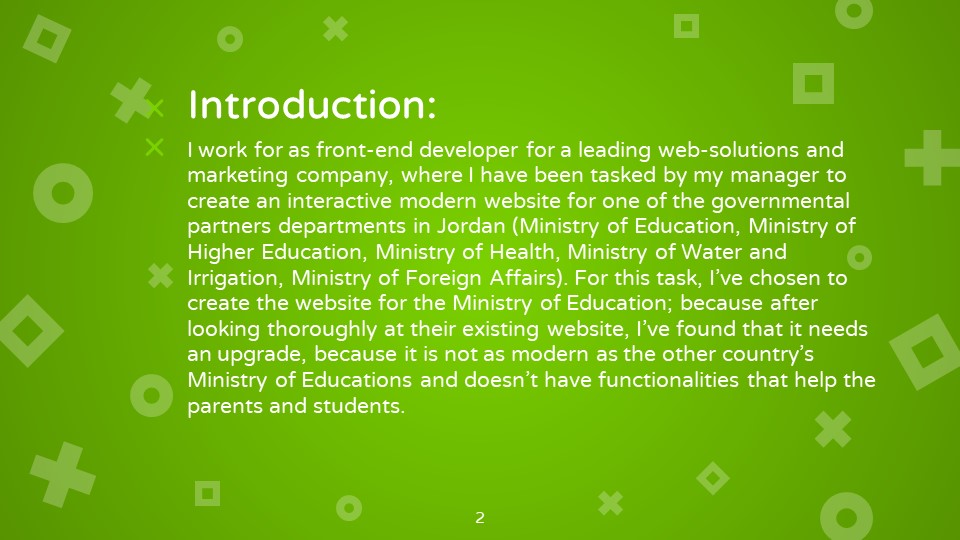 Introduction:
I work for as front-end developer for a leading web-solutions and
marketing company, where I have been tasked by my manager to
create an interactive modern website for one of the governmental
partners departments in Jordan (Ministry of Education, Ministry of
Higher Education, Ministry of Health, Ministry of Water and
Irrigation, Ministry of Foreign Affairs). For this task, I’ve chosen to
create the website for the Ministry of Education; because after
looking thoroughly at their existing website, I’ve found that it needs
an upgrade, because it is not as modern as the other country’s
Ministry of Educations and doesn’t have functionalities that help the
parents and students.
2